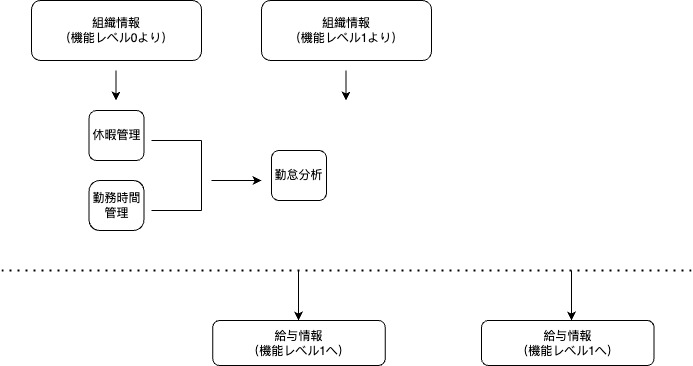 組織情報
（機能レベル0より）
組織情報
（機能レベル1より）
休暇管理
勤務時間
管理
勤怠分析
給与情報
（機能レベル1へ）
給与情報
（機能レベル1へ）